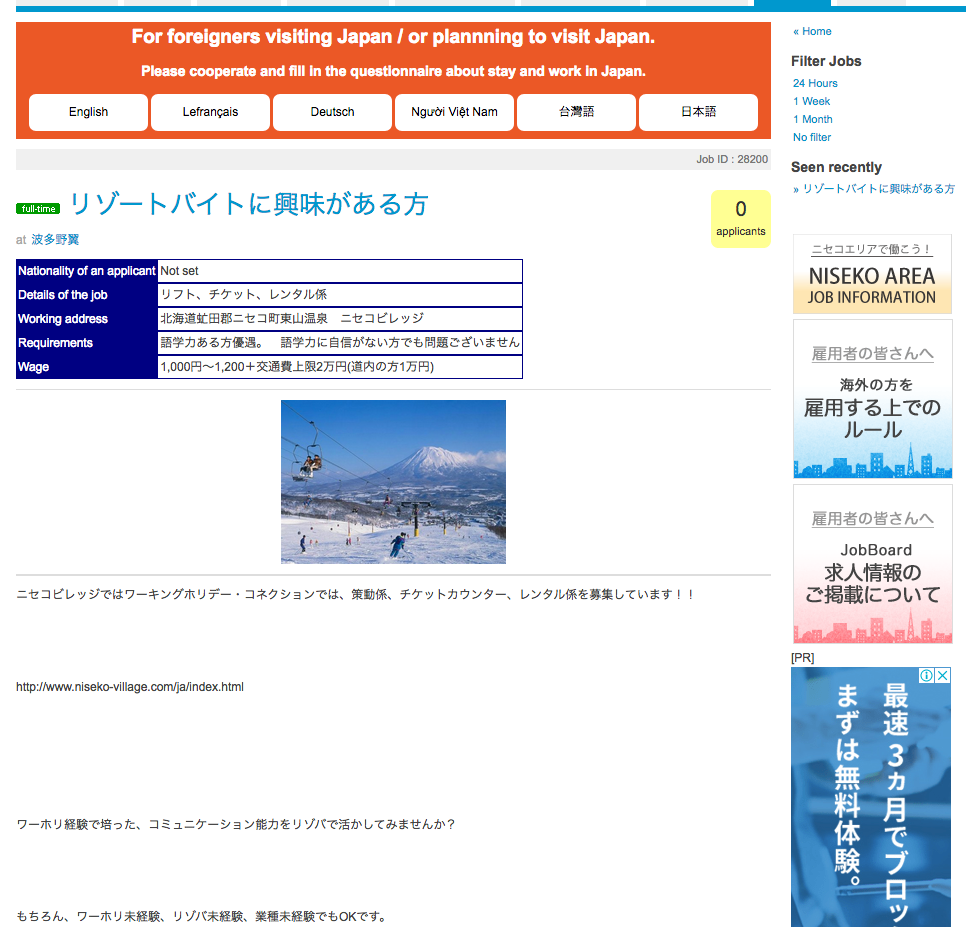 For foreigners visiting Japan / or plannning to visit Japan.
Please cooperate and fill in the questionnaire about stay and work in Japan.
English
Lefrançais
Deutsch
Người Việt Nam
台灣語
日本語
Job ID : 28200
full-time リゾートバイトに興味がある方
0
applicants
at 波多野翼
Nationality of an applicant Not set
Details of the job リフト、チケット、レンタル係
Working address 北海道虻田郡ニセコ町東山温泉　ニセコビレッジ
Requirements 語学力ある方優遇。　語学力に自信がない方でも問題ございません
Wage 1,000円〜1,200＋交通費上限2万円(道内の方1万円)
ニセコビレッジではワーキングホリデー・コネクションでは、策動係、チケットカウンター、レンタル係を募集しています！！
http://www.niseko-village.com/ja/index.html
ワーホリ経験で培った、コミュニケーション能力をリゾバで活かしてみませんか？
もちろん、ワーホリ未経験、リゾバ未経験、業種未経験でもOKです。
« Home
Filter Jobs
24 Hours
1 Week
1 Month
No filter
Seen recently
» リゾートバイトに興味がある方
ニセコエリアで働こう！
NISEKO AREA
JOB INFORMATION
雇用者の皆さんへ
海外の方を
雇用する上での
ルール
雇用者の皆さんへ
JobBoard
求人情報の
ご掲載について
[PR]
最速3ヵ月でブロッ
まずは無料体験。